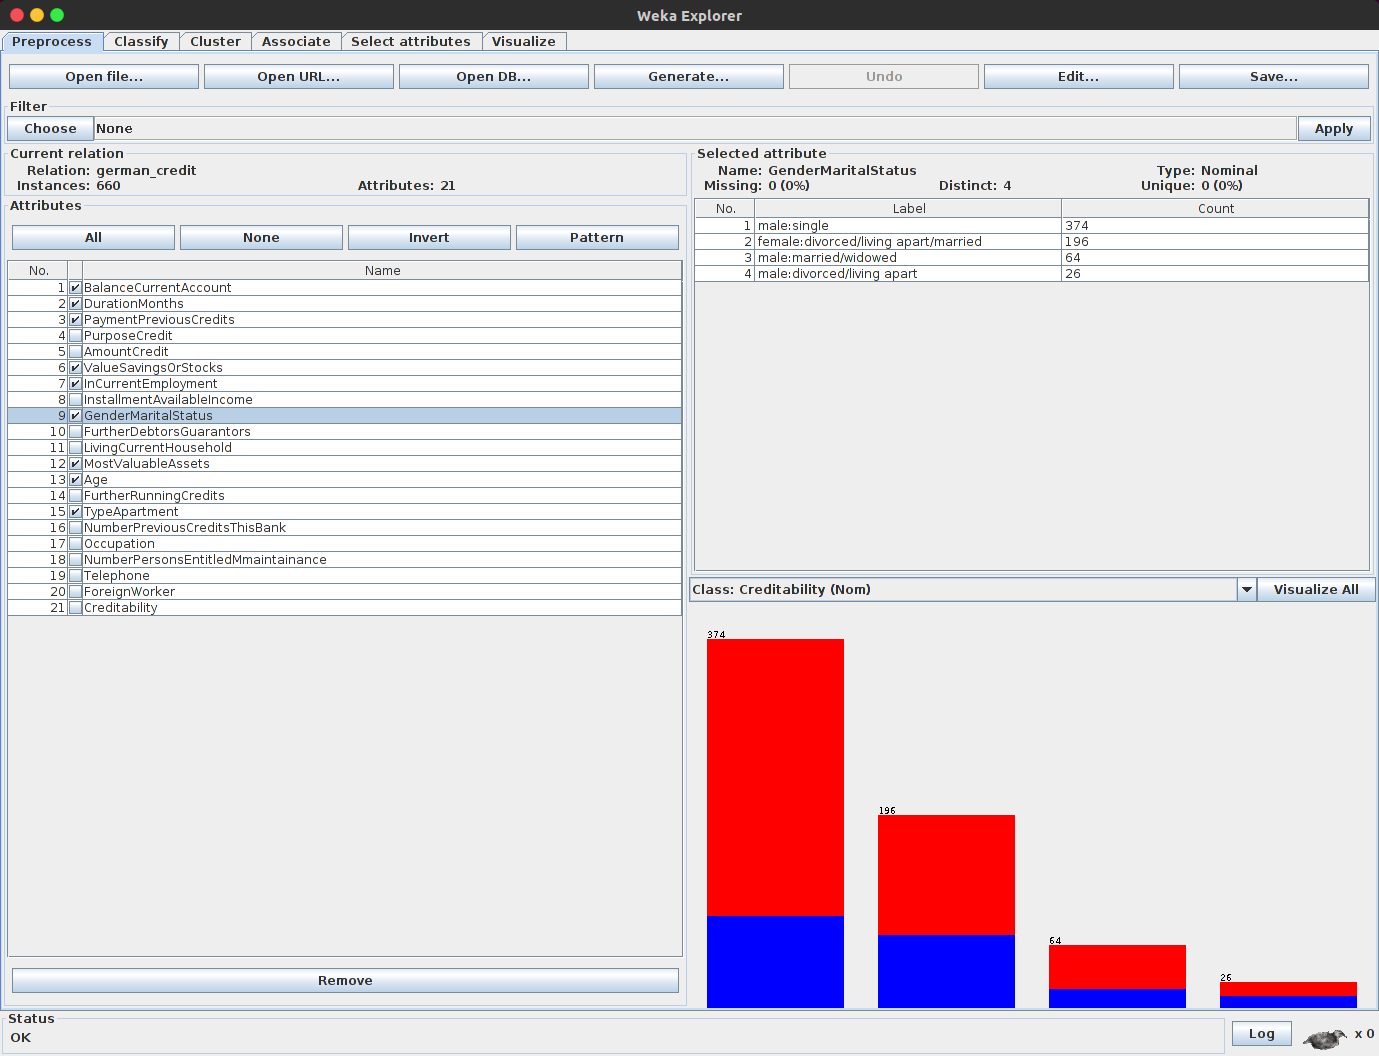 Weka Explorer
Preprocess Classify Cluster Associate Select attributes Visualize
Open file... Open URL... Open DB... Generate... Undo Edit... Save...
Filter
Choose None Apply
Current relation
Relation: german_credit
Instances: 660 Attributes: 21
Attributes
All None Invert Pattern
No. Name
1 BalanceCurrentAccount
2 DurationMonths
3 PaymentPreviousCredits
4 PurposeCredit
5 AmountCredit
6 ValueSavingsOrStocks
7 InCurrentEmployment
8 InstallmentAvailableIncome
9 GenderMaritalStatus
10 FurtherDebtorsGuarantors
11 LivingCurrentHousehold
12 MostValuableAssets
13 Age
14 FurtherRunningCredits
15 TypeApartment
16 NumberPreviousCreditsThisBank
17 Occupation
18 NumberPersonsEntitledMmaintainance
19 Telephone
20 ForeignWorker
21 Creditability
Remove
Selected attribute
Name: GenderMaritalStatus Type: Nominal
Missing: 0 (0%) Distinct: 4 Unique: 0 (0%)
No. Label Count
1 male:single 374
2 female:divorced/living apart/married 196
3 male:married/widowed 64
4 male:divorced/living apart 26
Class: Creditability (Nom) Visualize All
374
196
64
26
Status
OK
Log x 0